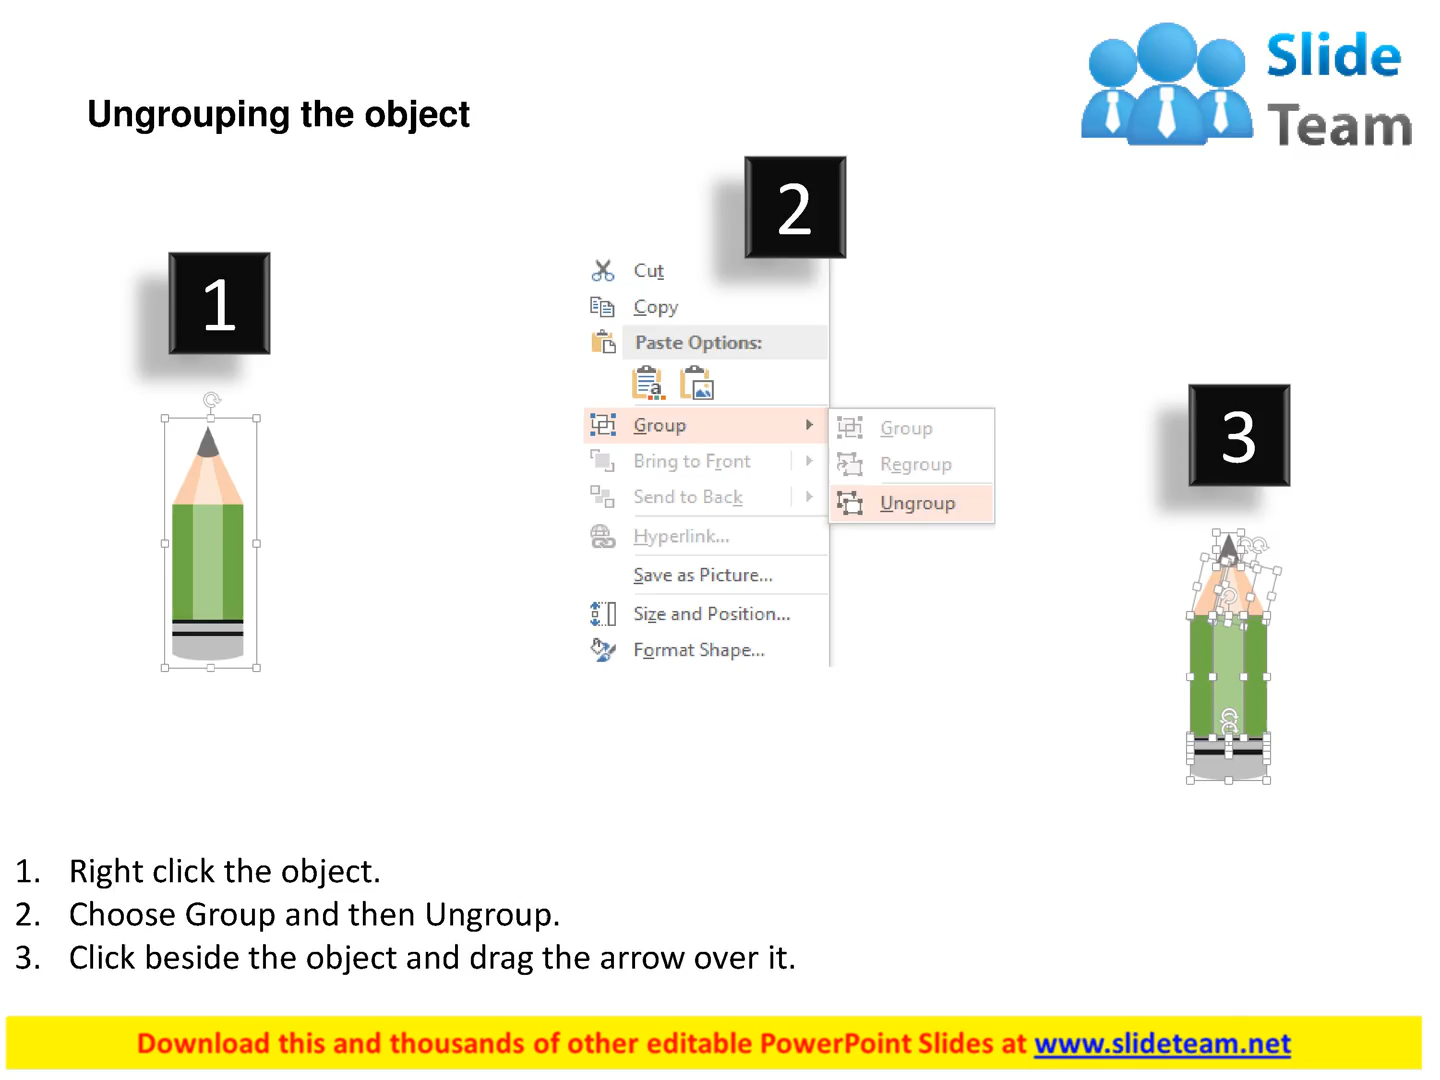 Slide
Team
Ungrouping the object
1
2
3
Cut
Copy
Paste Options:
Group
Bring to Front
Send to Back
Hyperlink...
Save as Picture...
Size and Position...
Format Shape...
Group
Regroup
Ungroup
1. Right click the object.
2. Choose Group and then Ungroup.
3. Click beside the object and drag the arrow over it.
Download this and thousands of other editable PowerPoint Slides at www.slideteam.net